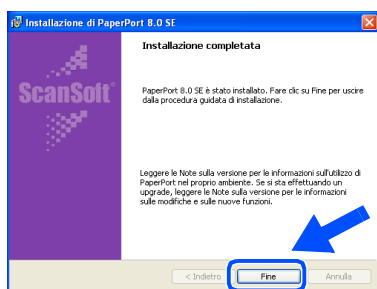 Installazione di PaperPort 8.0 SE
Installazione completata
ScanSoft®
PaperPort 8.0 SE è stato installato. Fare clic su Fine per uscire
dalla procedura guidata di installazione.
Leggere le Note sulla versione per le informazioni sull'utilizzo di
PaperPort nel proprio ambiente. Se si sta effettuando un
upgrade, leggere le Note sulla versione per le informazioni
sulle modifiche e sulle nuove funzioni.
< Indietro
Fine
Annulla